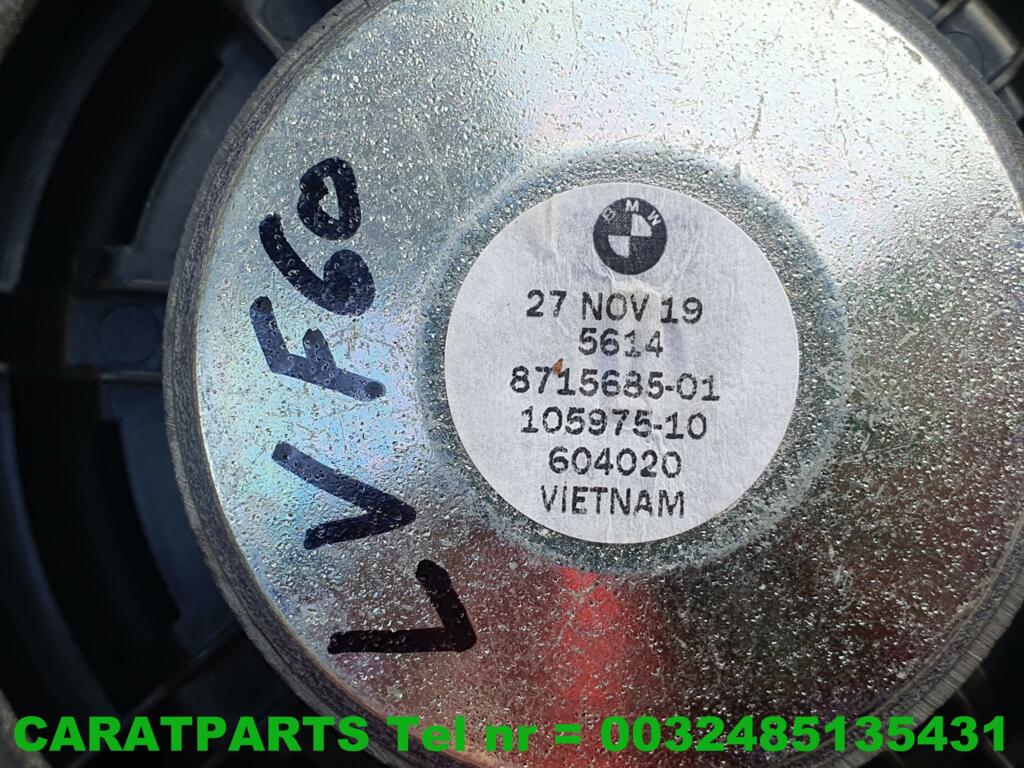 LVF60
BMW
27 NOV 19
5614
8715685-01
105975-10
604020
VIETNAM
CARATPARTS Tel nr = 0032485135431